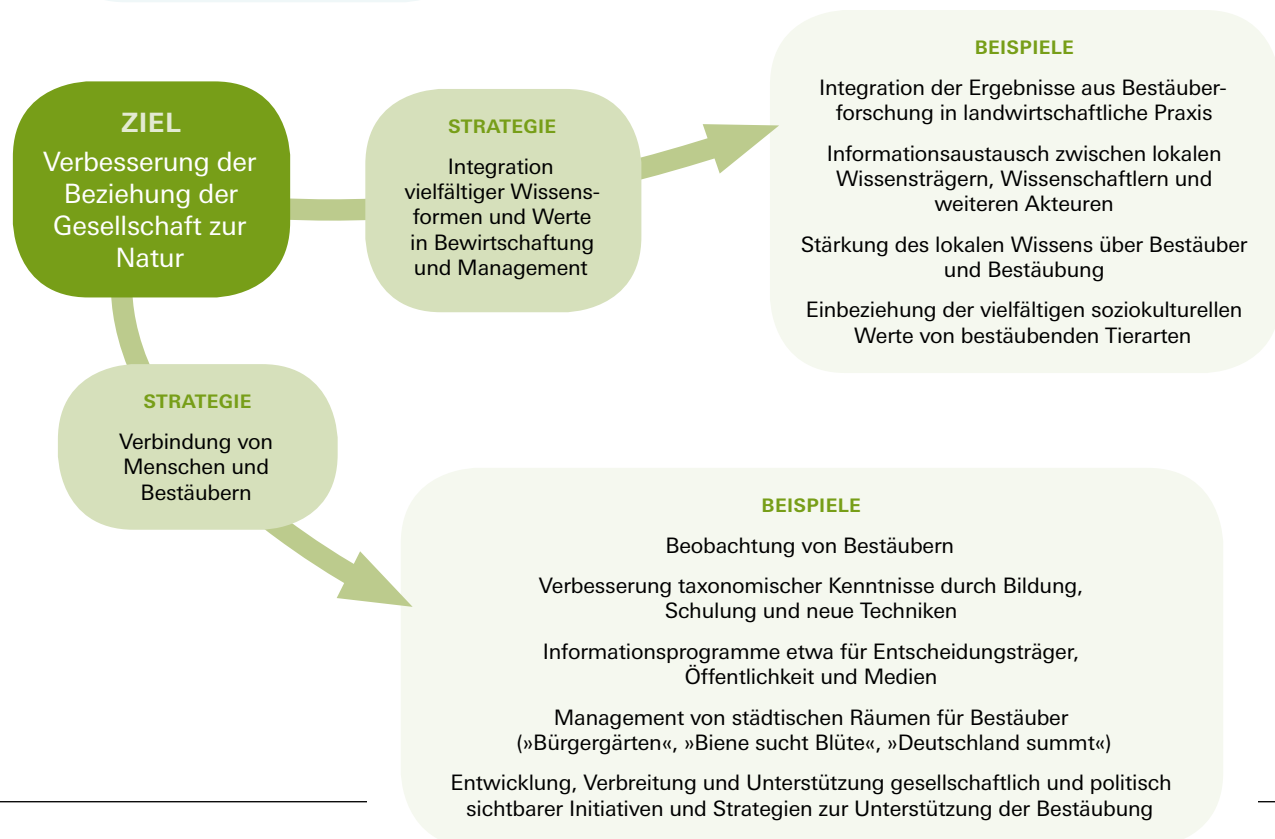 ZIEL
Verbesserung der
Beziehung der
Gesellschaft zur
Natur
STRATEGIE
Integration
vielfältiger Wissens-
formen und Werte
in Bewirtschaftung
und Management
BEISPIELE
Integration der Ergebnisse aus Bestäuber-
forschung in landwirtschaftliche Praxis
Informationsaustausch zwischen lokalen
Wissensträgern, Wissenschaftlern und
weiteren Akteuren
Stärkung des lokalen Wissens über Bestäuber
und Bestäubung
Einbeziehung der vielfältigen soziokulturellen
Werte von bestäubenden Tierarten
STRATEGIE
Verbindung von
Menschen und
Bestäubern
BEISPIELE
Beobachtung von Bestäubern
Verbesserung taxonomischer Kenntnisse durch Bildung,
Schulung und neue Techniken
Informationsprogramme etwa für Entscheidungsträger,
Öffentlichkeit und Medien
Management von städtischen Räumen für Bestäuber
(»Bürgergärten«, »Biene sucht Blüte«, »Deutschland summt«)
Entwicklung, Verbreitung und Unterstützung gesellschaftlich und politisch
sichtbarer Initiativen und Strategien zur Unterstützung der Bestäubung